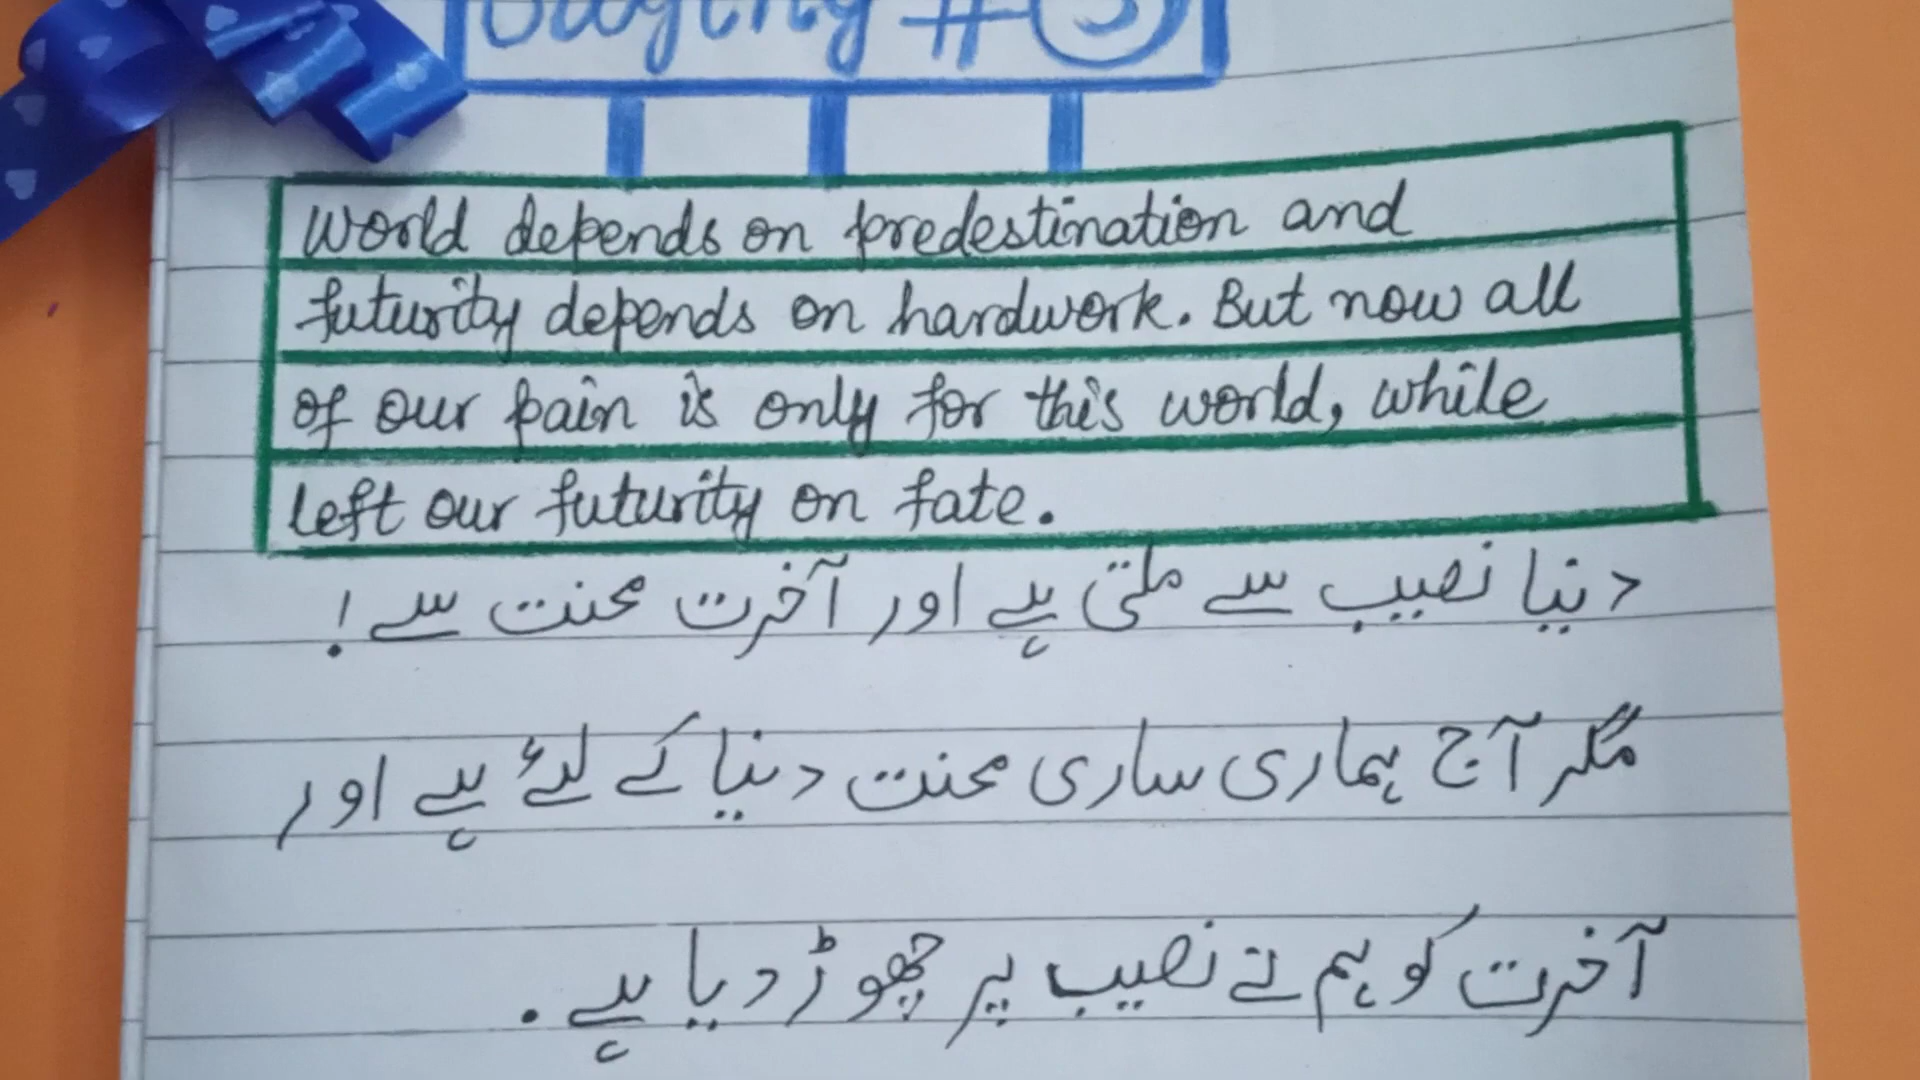 #3
World depends on predestination and
futurity depends on hardwork. But now all
of our pain is only for this world, while
left our futurity on fate.
دنیا نصیب سے ملتی ہے اور آخرت محنت سے!
مگر آج ہماری ساری محنت دنیا کے لئے ہے اور
آخرت کو ہم نے نصیب پر چھوڑ دیا ہے.